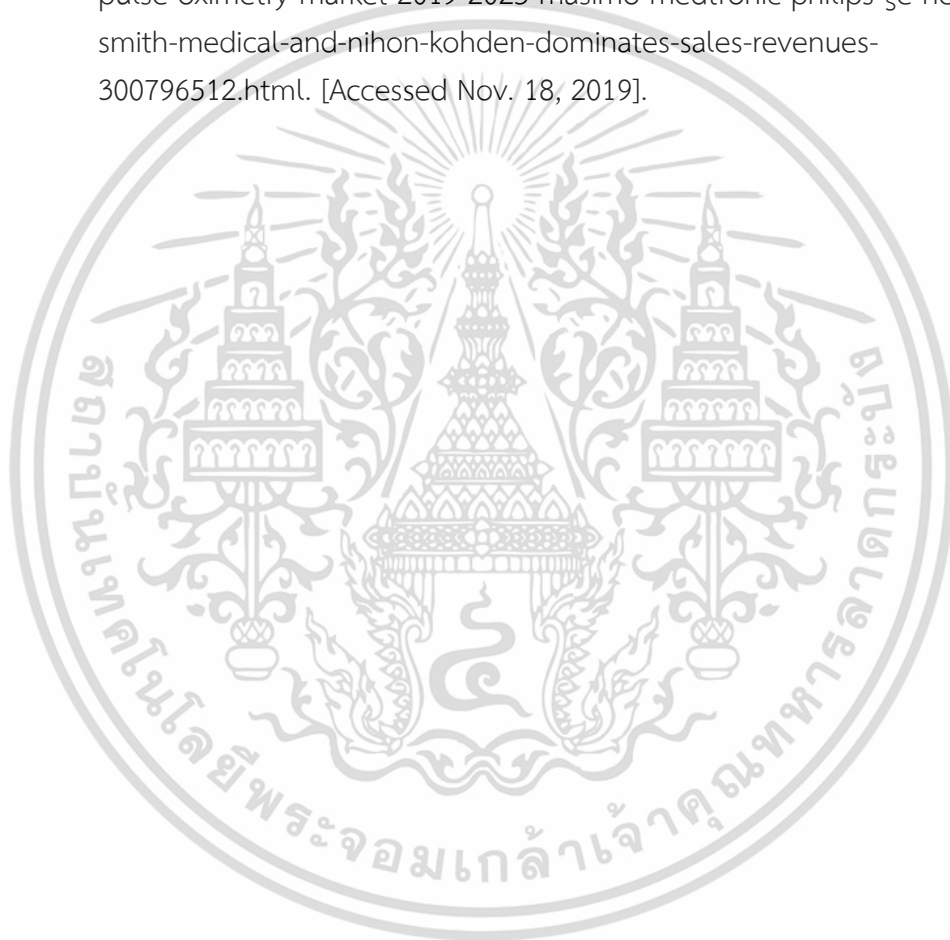 pulse-oximetry-market-2019-2023-masimo-medtronic-philips-ge-he
smith-medical-and-nihon-kohden-dominates-sales-revenues-
300796512.html. [Accessed Nov. 18, 2019].
๔
สถาบันเทคโนโลยีพระจอมเกล้าเจ้าคุณทหารลาดกระบัง